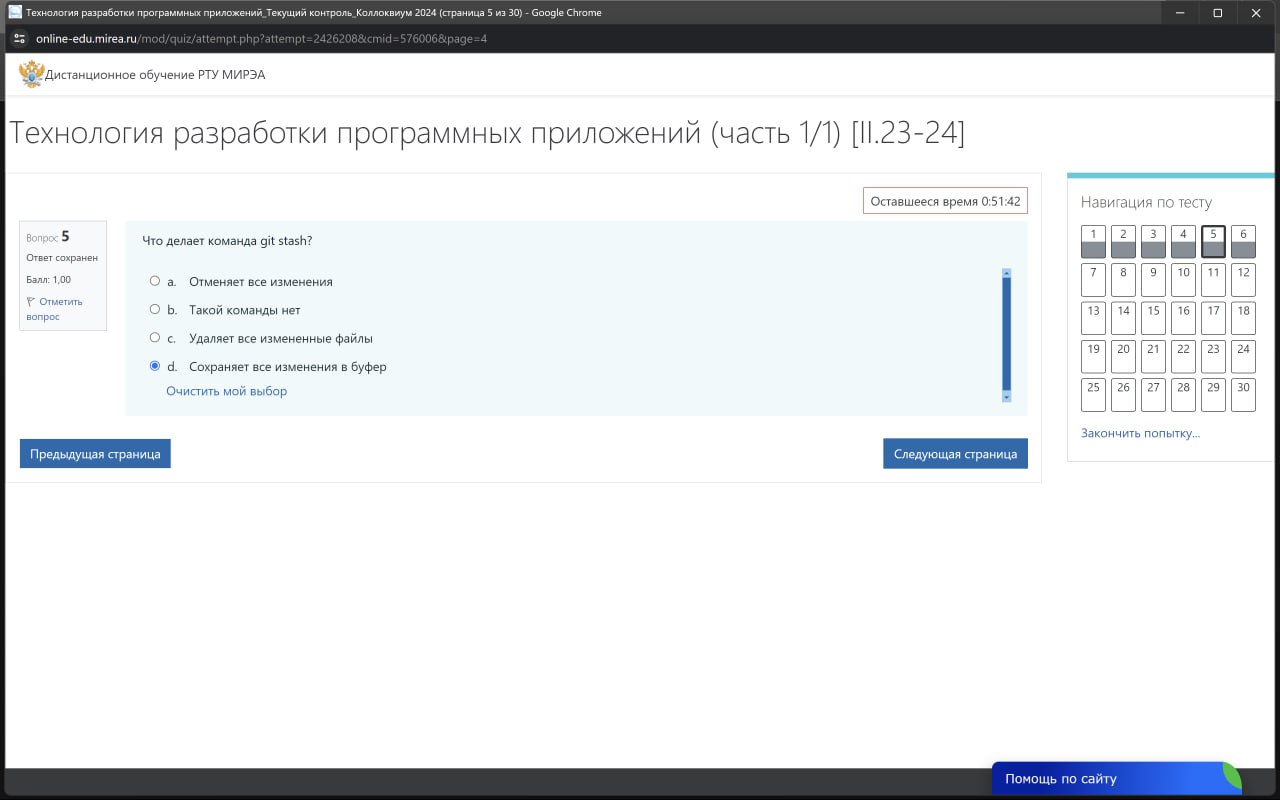 Технология разработки программных приложений_Текущий контроль_Коллоквиум 2024 (страница 5 из 30) - Google Chrome
online-edu.mirea.ru/mod/quiz/attempt.php?attempt=2426208&cmid=576006&page=4
Дистанционное обучение РТУ МИРЭА
Технология разработки программных приложений (часть 1/1) [II.23-24]
Оставшееся время 0:51:42
Вопрос 5
Ответ сохранен
Балл: 1,00
Отметить
вопрос
Что делает команда git stash?
a. Отменяет все изменения
b. Такой команды нет
c. Удаляет все измененные файлы
d. Сохраняет все изменения в буфер
Очистить мой выбор
Предыдущая страница
Следующая страница
Навигация по тесту
1 2 3 4 5 6
7 8 9 10 11 12
13 14 15 16 17 18
19 20 21 22 23 24
25 26 27 28 29 30
Закончить попытку...
Помощь по сайту